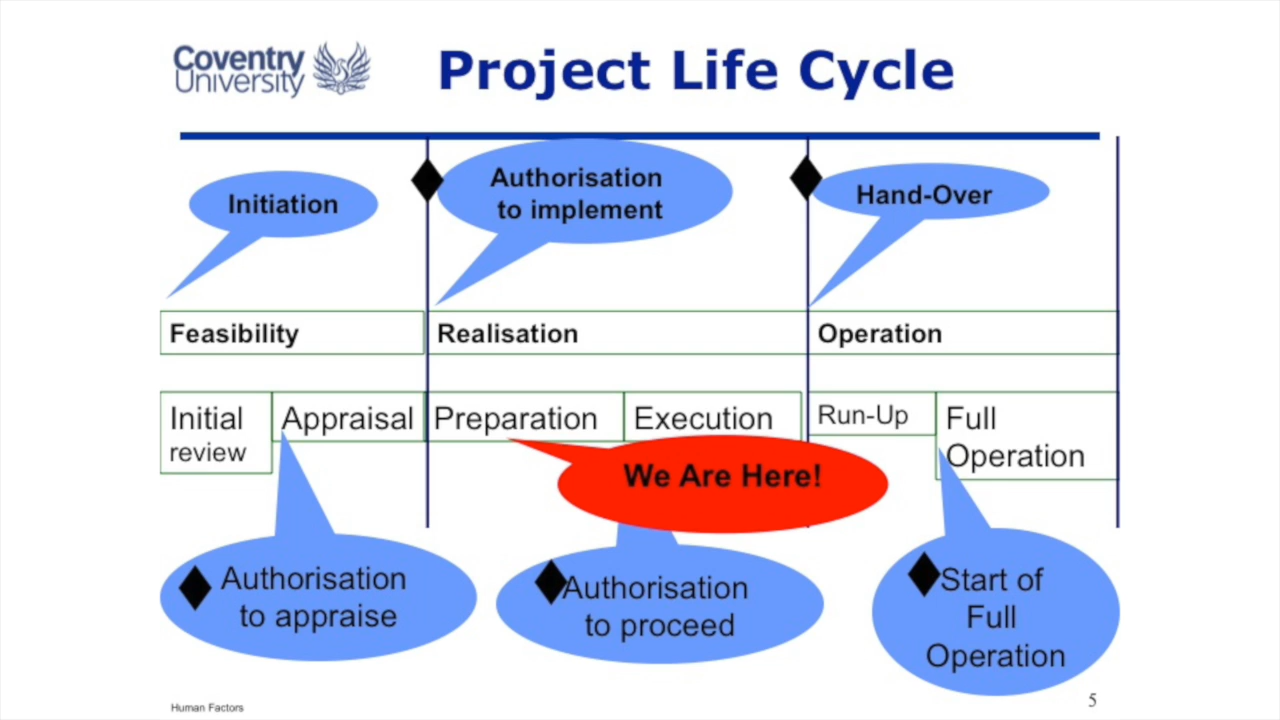 Coventry
University
Project Life Cycle
Initiation
Authorisation
to implement
Hand-Over
Feasibility
Realisation
Operation
Initial
review
Appraisal
Preparation
Execution
Run-Up
Full
Operation
We Are Here!
Authorisation
to appraise
Authorisation
to proceed
Start of
Full
Operation
Human Factors
5